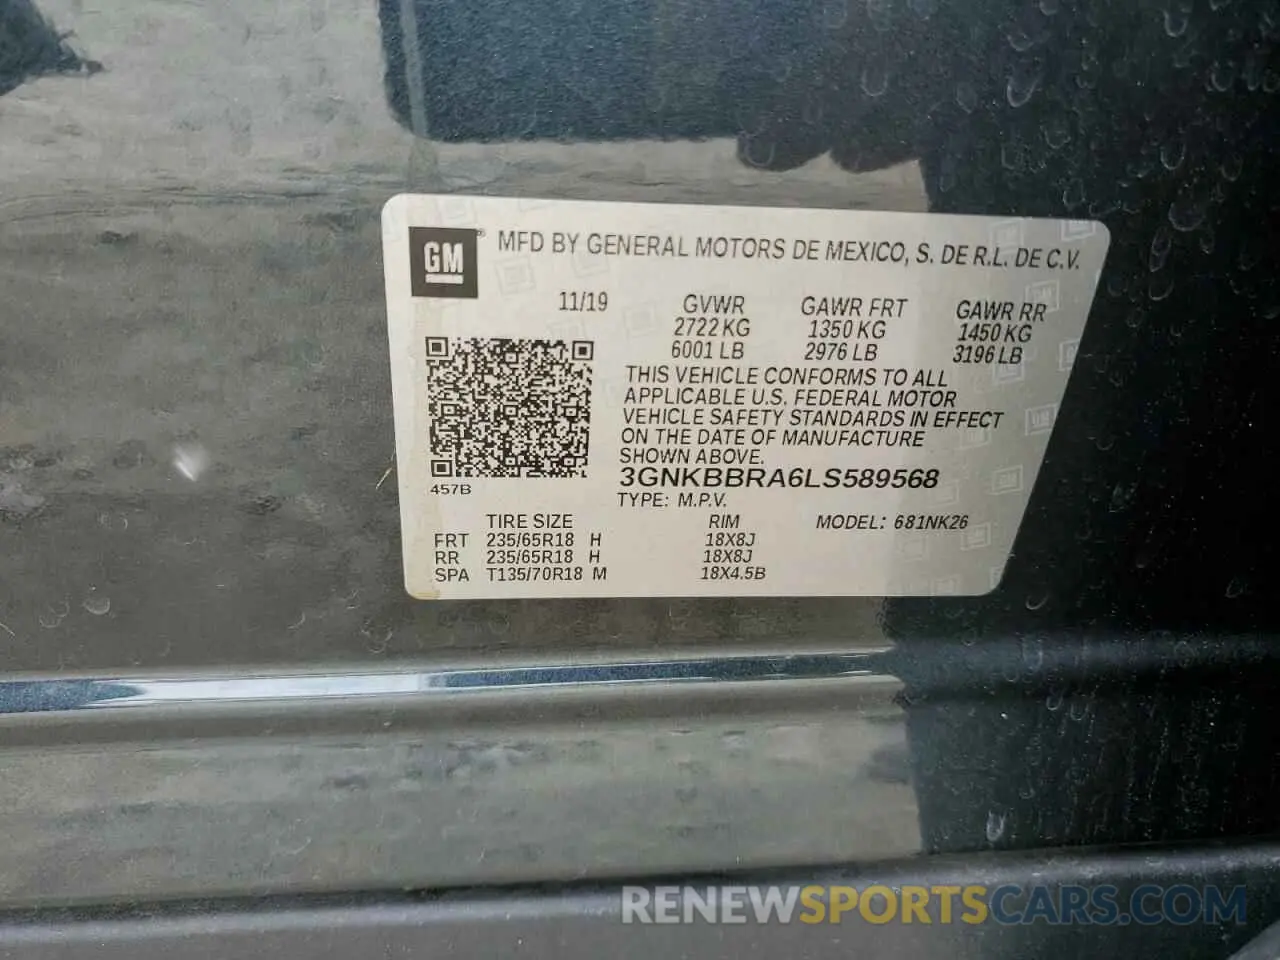 GM
MFD BY GENERAL MOTORS DE MEXICO, S. DE R.L. DE C.V.
11/19 GVWR GAWR FRT GAWR RR
2722 KG 1350 KG 1450 KG
6001 LB 2976 LB 3196 LB
THIS VEHICLE CONFORMS TO ALL
APPLICABLE U.S. FEDERAL MOTOR
VEHICLE SAFETY STANDARDS IN EFFECT
ON THE DATE OF MANUFACTURE
SHOWN ABOVE.
457B
3GNKBBRA6LS589568
TYPE: M.P.V.
TIRE SIZE RIM MODEL: 681NK26
FRT 235/65R18 H 18X8J
RR 235/65R18 H 18X8J
SPA T135/70R18 M 18X4.5B
RENEWSPORTSCARS.COM